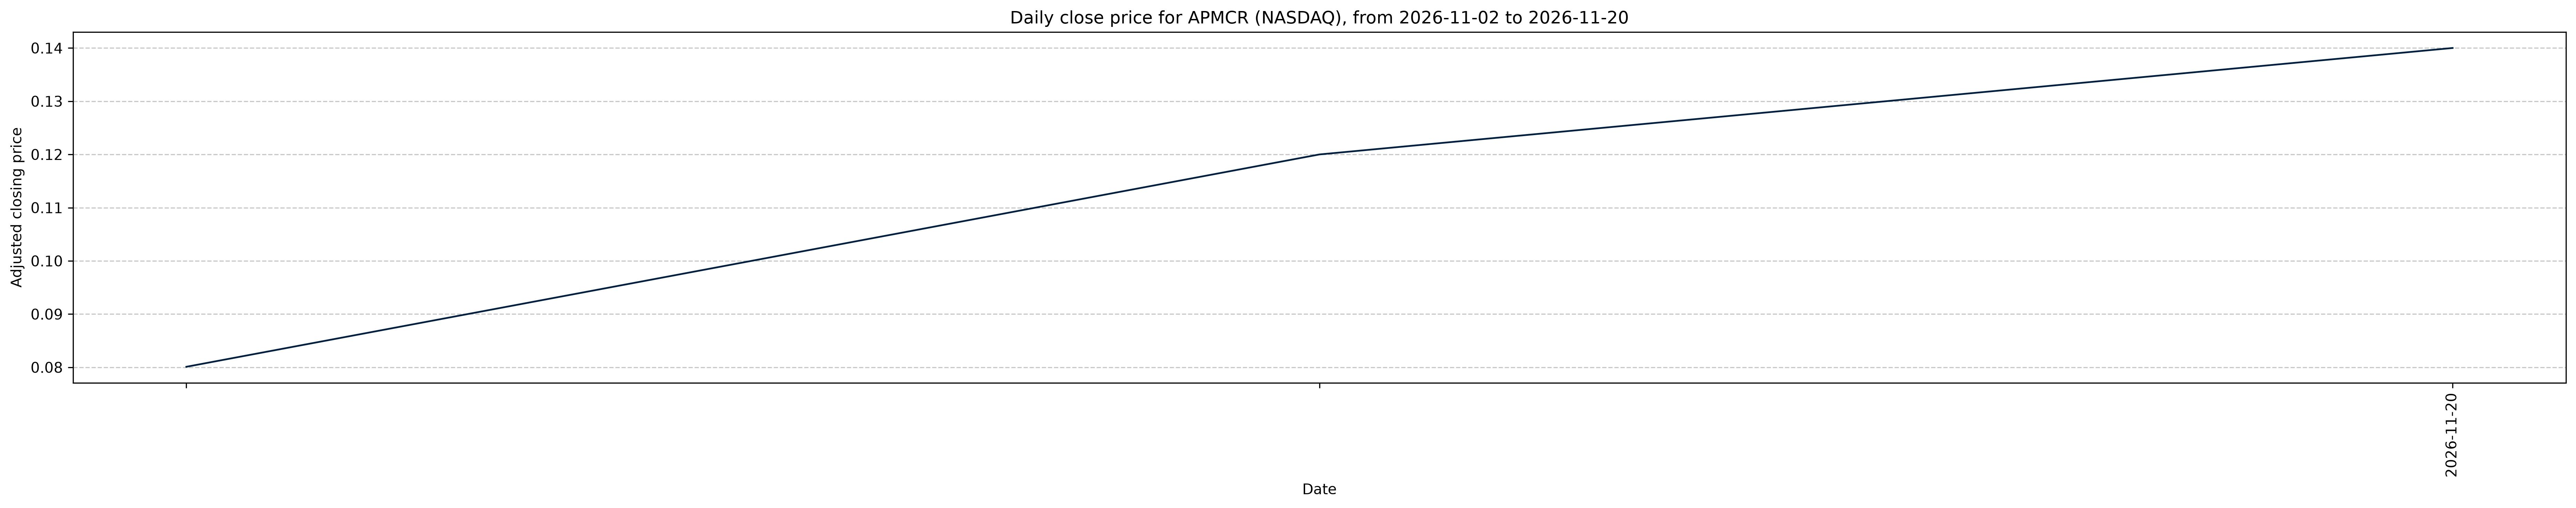 Daily close price for APMCR (NASDAQ), from 2026-11-02 to 2026-11-20
Adjusted closing price
0.14
0.13
0.12
0.11
0.10
0.09
0.08
2026-11-20
Date